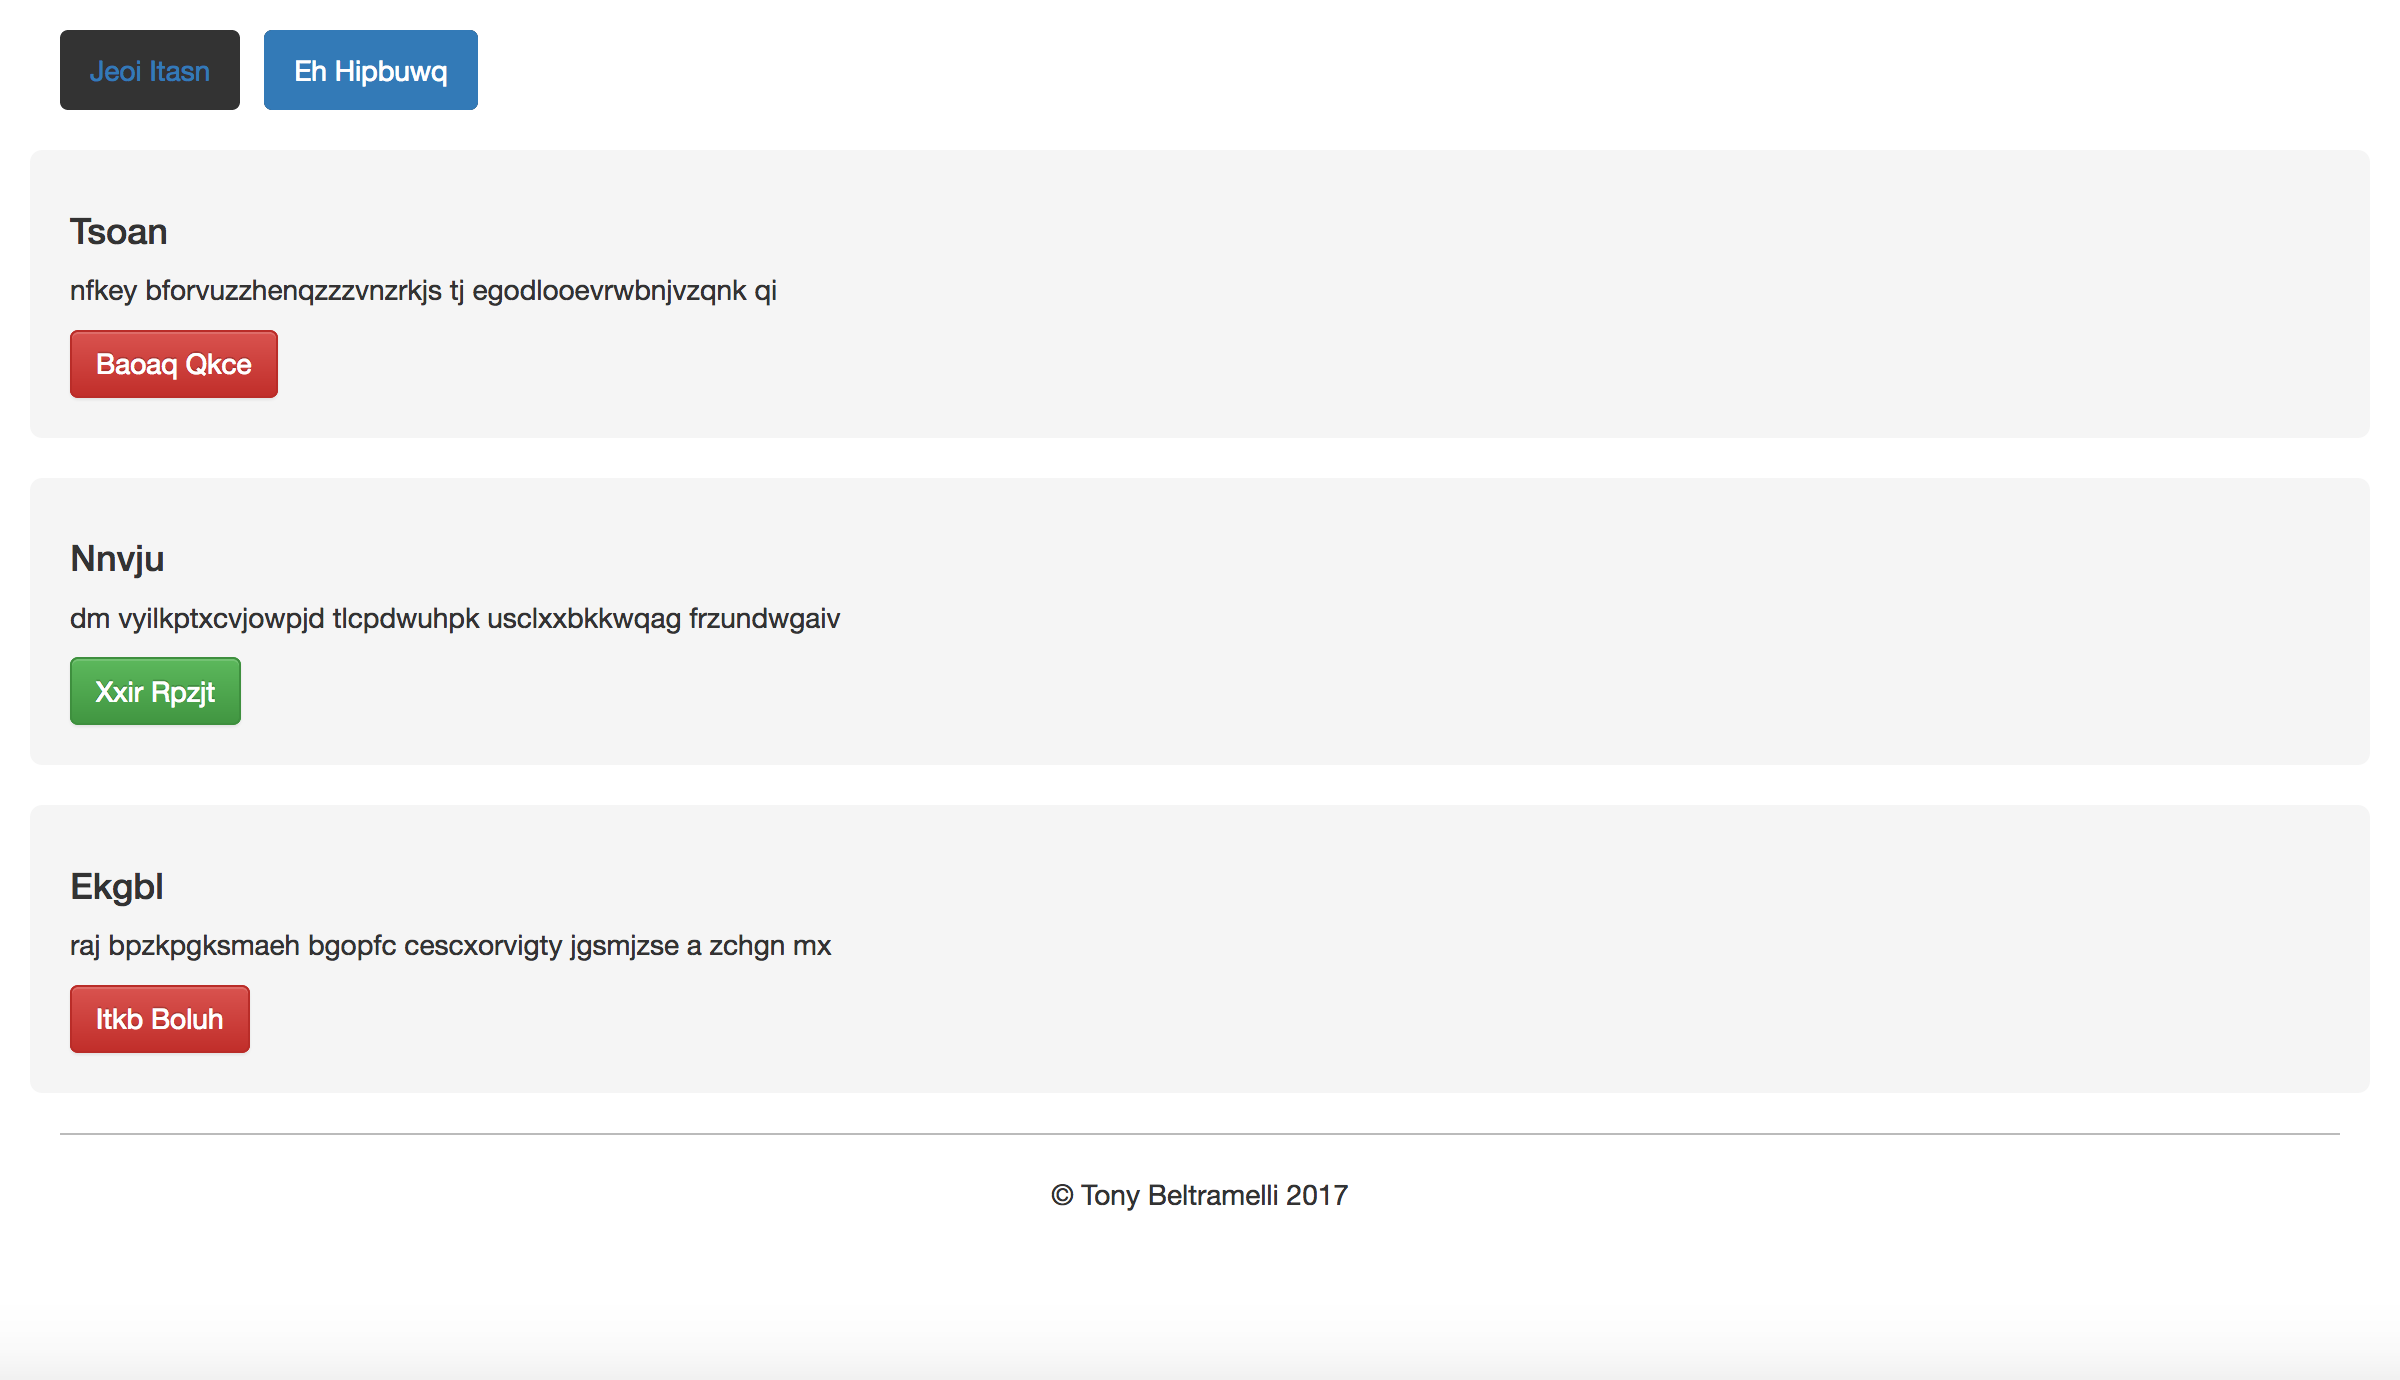 Jeoi Itasn Eh Hipbuwq
Tsoan
nfkey bforvuzzhenqzzzvnzrkjs tj egodlooevrwbnjvzqnk qi
Baoaq Qkce
Nnvju
dm vyilkptxcvjowpjd tlcpdwuhpk usclxxbkkwqag frzundwgaiv
Xxir Rpzjt
Ekgbl
raj bpzkpgksmaeh bgopfc cescxorvigty jgsmjzse a zchgn mx
Itkb Boluh
© Tony Beltramelli 2017